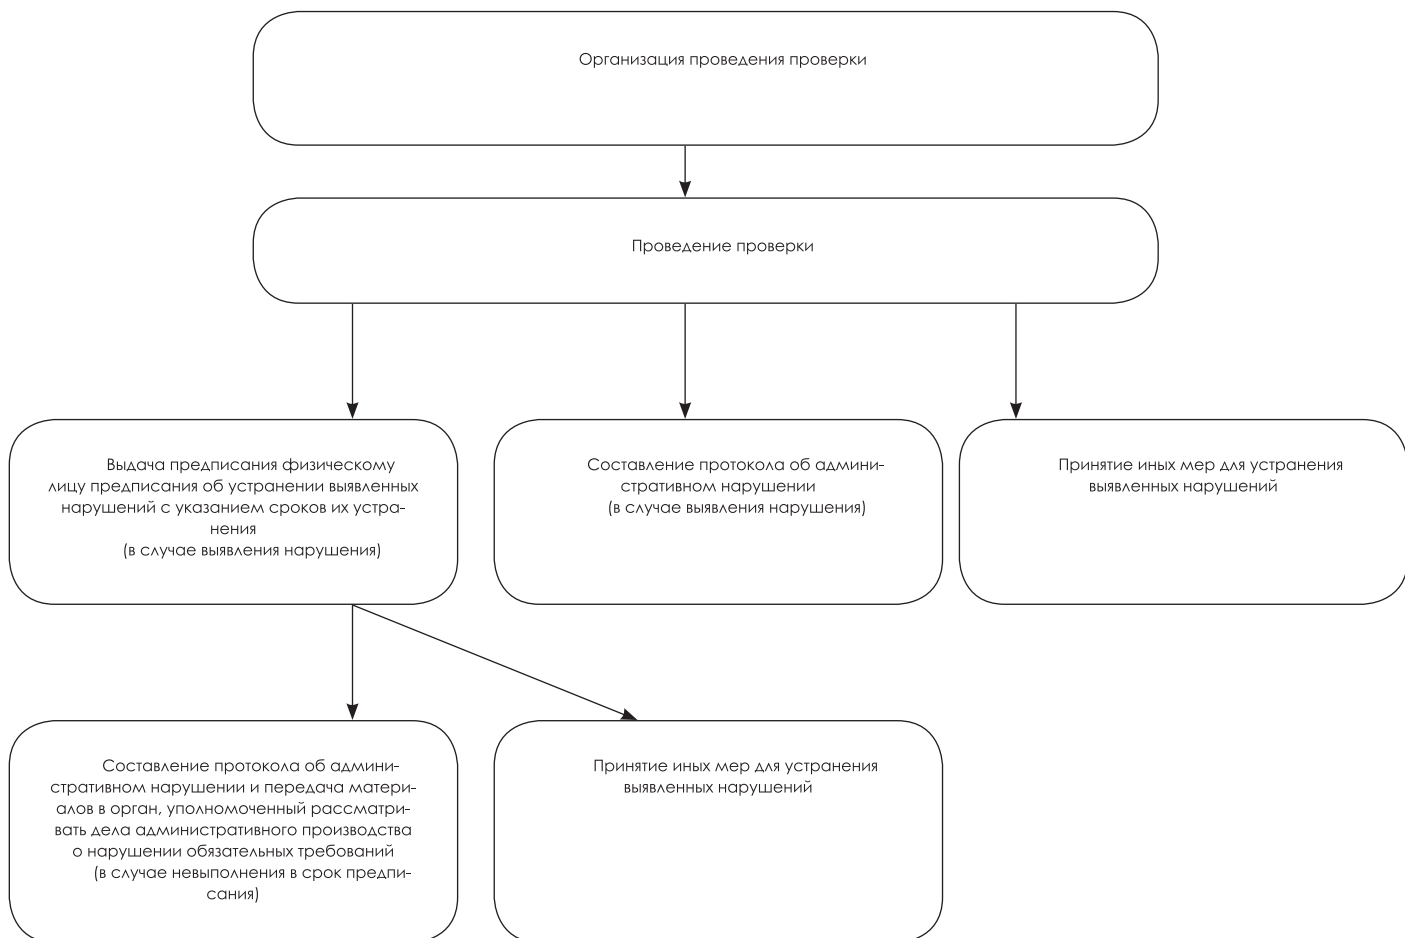 Организация проведения проверки
Проведение проверки
Выдача предписания физическому
лицу предписания об устранении выявленных
нарушений с указанием сроков их устра-
нения
(в случае выявления нарушения)
Составление протокола об админи-
стративном нарушении
(в случае выявления нарушения)
Принятие иных мер для устранения
выявленных нарушений
Составление протокола об админи-
стративном нарушении и передача матери-
алов в орган, уполномоченный рассматри-
вать дела административного производства
о нарушении обязательных требований
(в случае невыполнения в срок предпи-
сания)
Принятие иных мер для устранения
выявленных нарушений